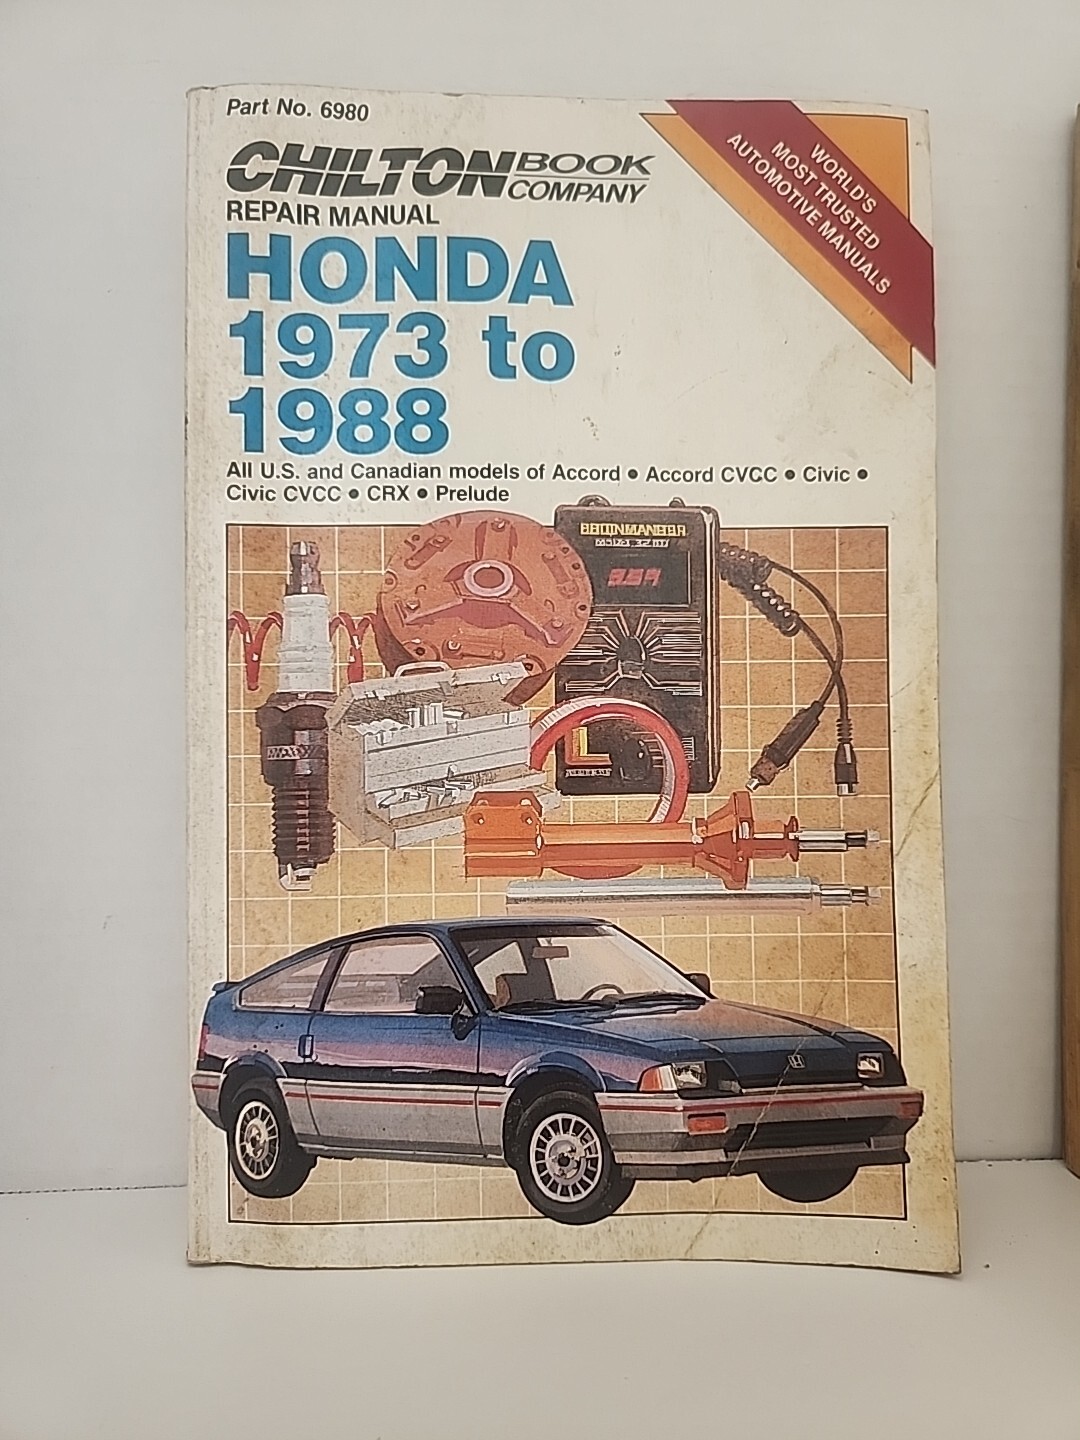 Part No. 6980
CHILTON BOOK COMPANY
REPAIR MANUAL
HONDA
1973 to
1988
All U.S. and Canadian models of Accord • Accord CVCC • Civic •
Civic CVCC • CRX • Prelude
WORLD'S
MOST TRUSTED
AUTOMOTIVE MANUALS